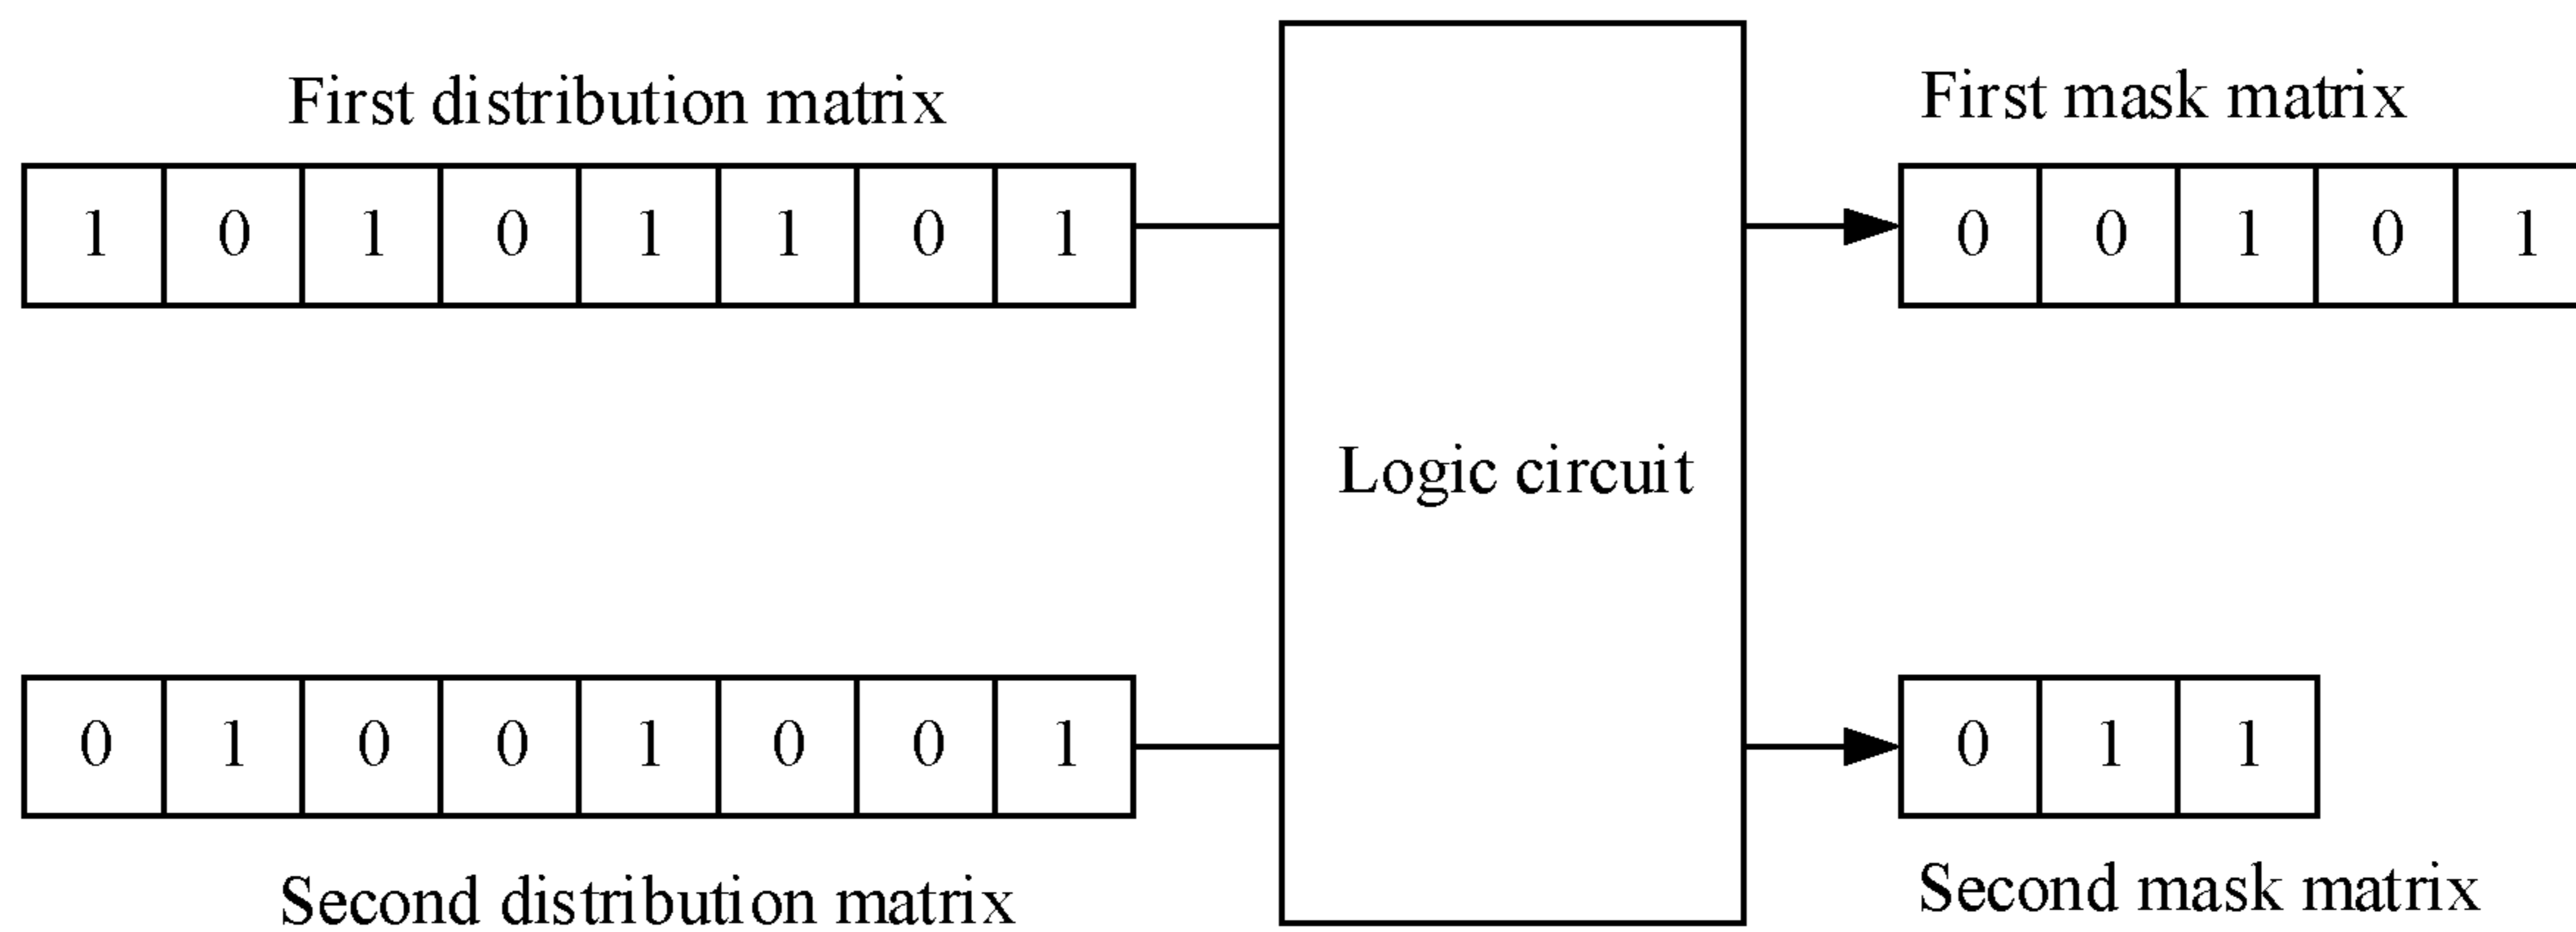 First distribution matrix
First mask matrix
1 0 1 0 1 1 0 1
0 0 1 0 1
Logic circuit
0 1 0 0 1 0 0 1
0 1 1
Second distribution matrix
Second mask matrix